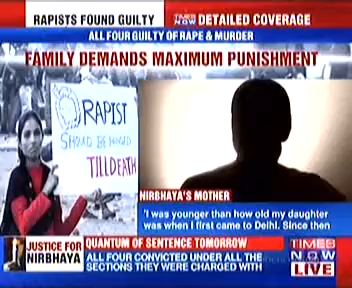 RAPISTS FOUND GUILTY
TIMES NOW DETAILED COVERAGE
ALL FOUR GUILTY OF RAPE & MURDER
FAMILY DEMANDS MAXIMUM PUNISHMENT
RAPIST
SHOULD BE HANGED
TILL DEATH
NIRBHAYA'S MOTHER
'I was younger than how old my daughter
was when I first came to Delhi. Since then
JUSTICE FOR
NIRBHAYA
QUANTUM OF SENTENCE TOMORROW
ALL FOUR CONVICTED UNDER ALL THE
SECTIONS THEY WERE CHARGED WITH
TIMES
NOW
LIVE